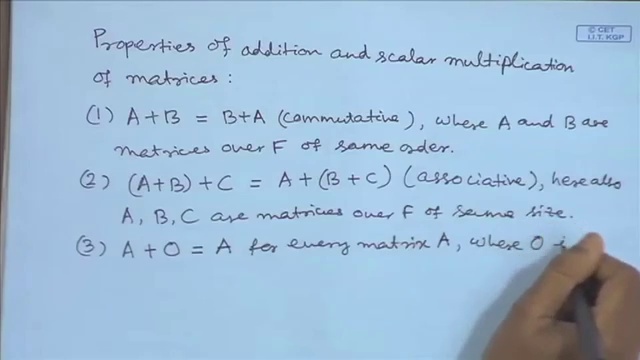 © CET
I.I.T. KGP
Properties of addition and scalar multiplication
of matrices:
(1) A+B = B+A (commutative), where A and B are
matrices over F of same order.
(2) (A+B)+C = A+(B+C) (associative), here also
A, B, C are matrices over F of same size.
(3) A + O = A for every matrix A, where O i